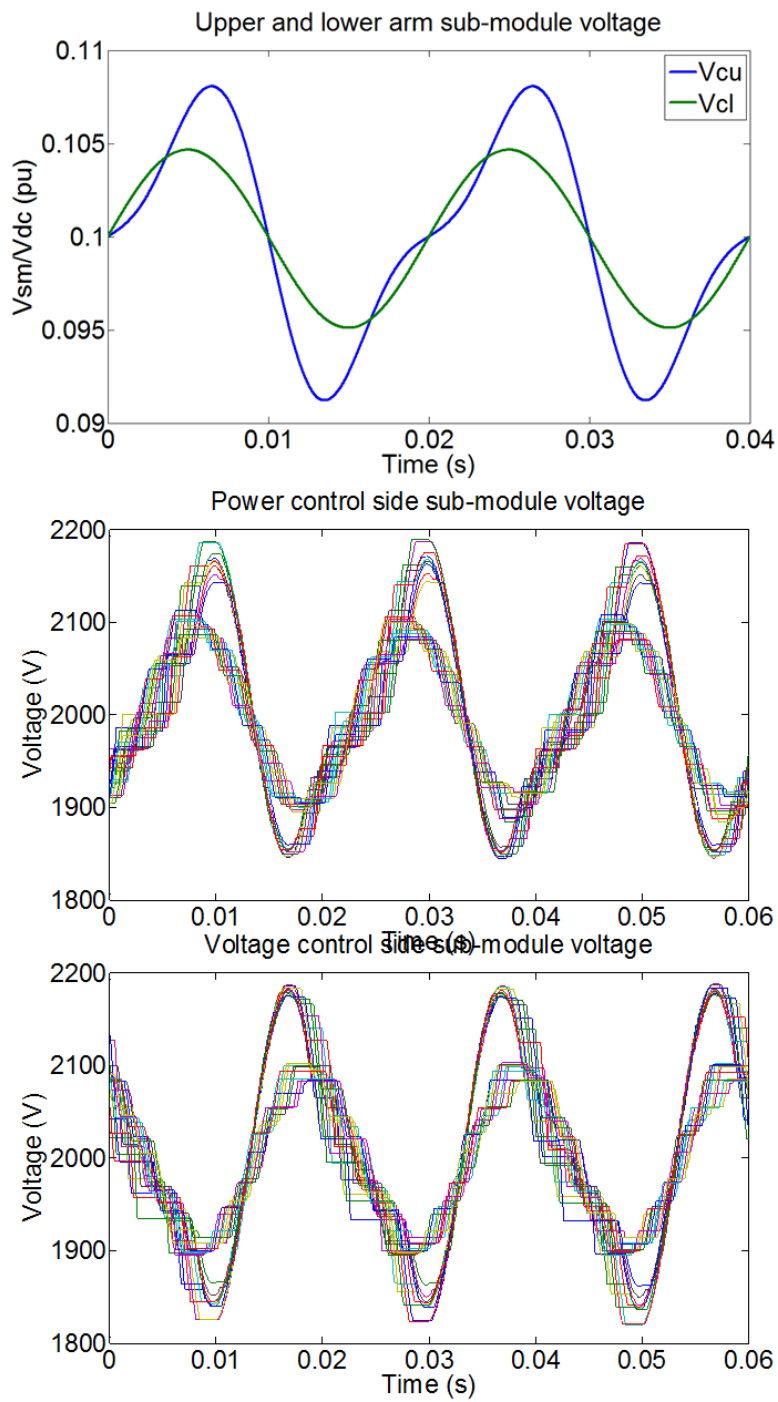 Upper and lower arm sub-module voltage
0.11
Vcu
Vcl
0.105
Vsm/Vdc (pu)
0.1
0.095
0.09
0 0.01 0.02 0.03 0.04
Time (s)
Power control side sub-module voltage
2200
2100
Voltage (V)
2000
1900
1800
0 0.01 0.02 0.03 0.04 0.05 0.06
Time (s)
Voltage control side sub-module voltage
2200
2100
Voltage (V)
2000
1900
1800
0 0.01 0.02 0.03 0.04 0.05 0.06
Time (s)